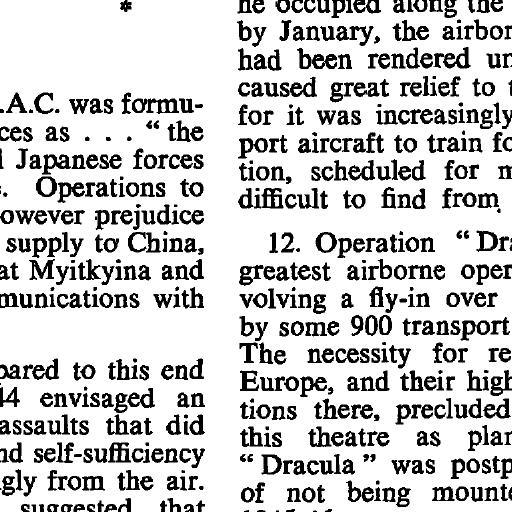 *
.A.C. was formu-
ces as . . . “ the
Japanese forces
Operations to
owever prejudice
supply to China,
at Myitkyina and
munications with
pared to this end
44 envisaged an
assaults that did
nd self-sufficiency
gly from the air.
suggested that
he occupied along the
by January, the airbor
had been rendered un
caused great relief to t
for it was increasingly
port aircraft to train fo
tion, scheduled for m
difficult to find from
12. Operation “ Dra
greatest airborne oper
volving a fly-in over
by some 900 transport
The necessity for re
Europe, and their high
tions there, precluded
this theatre as plan
“ Dracula ” was postp
of not being mounte